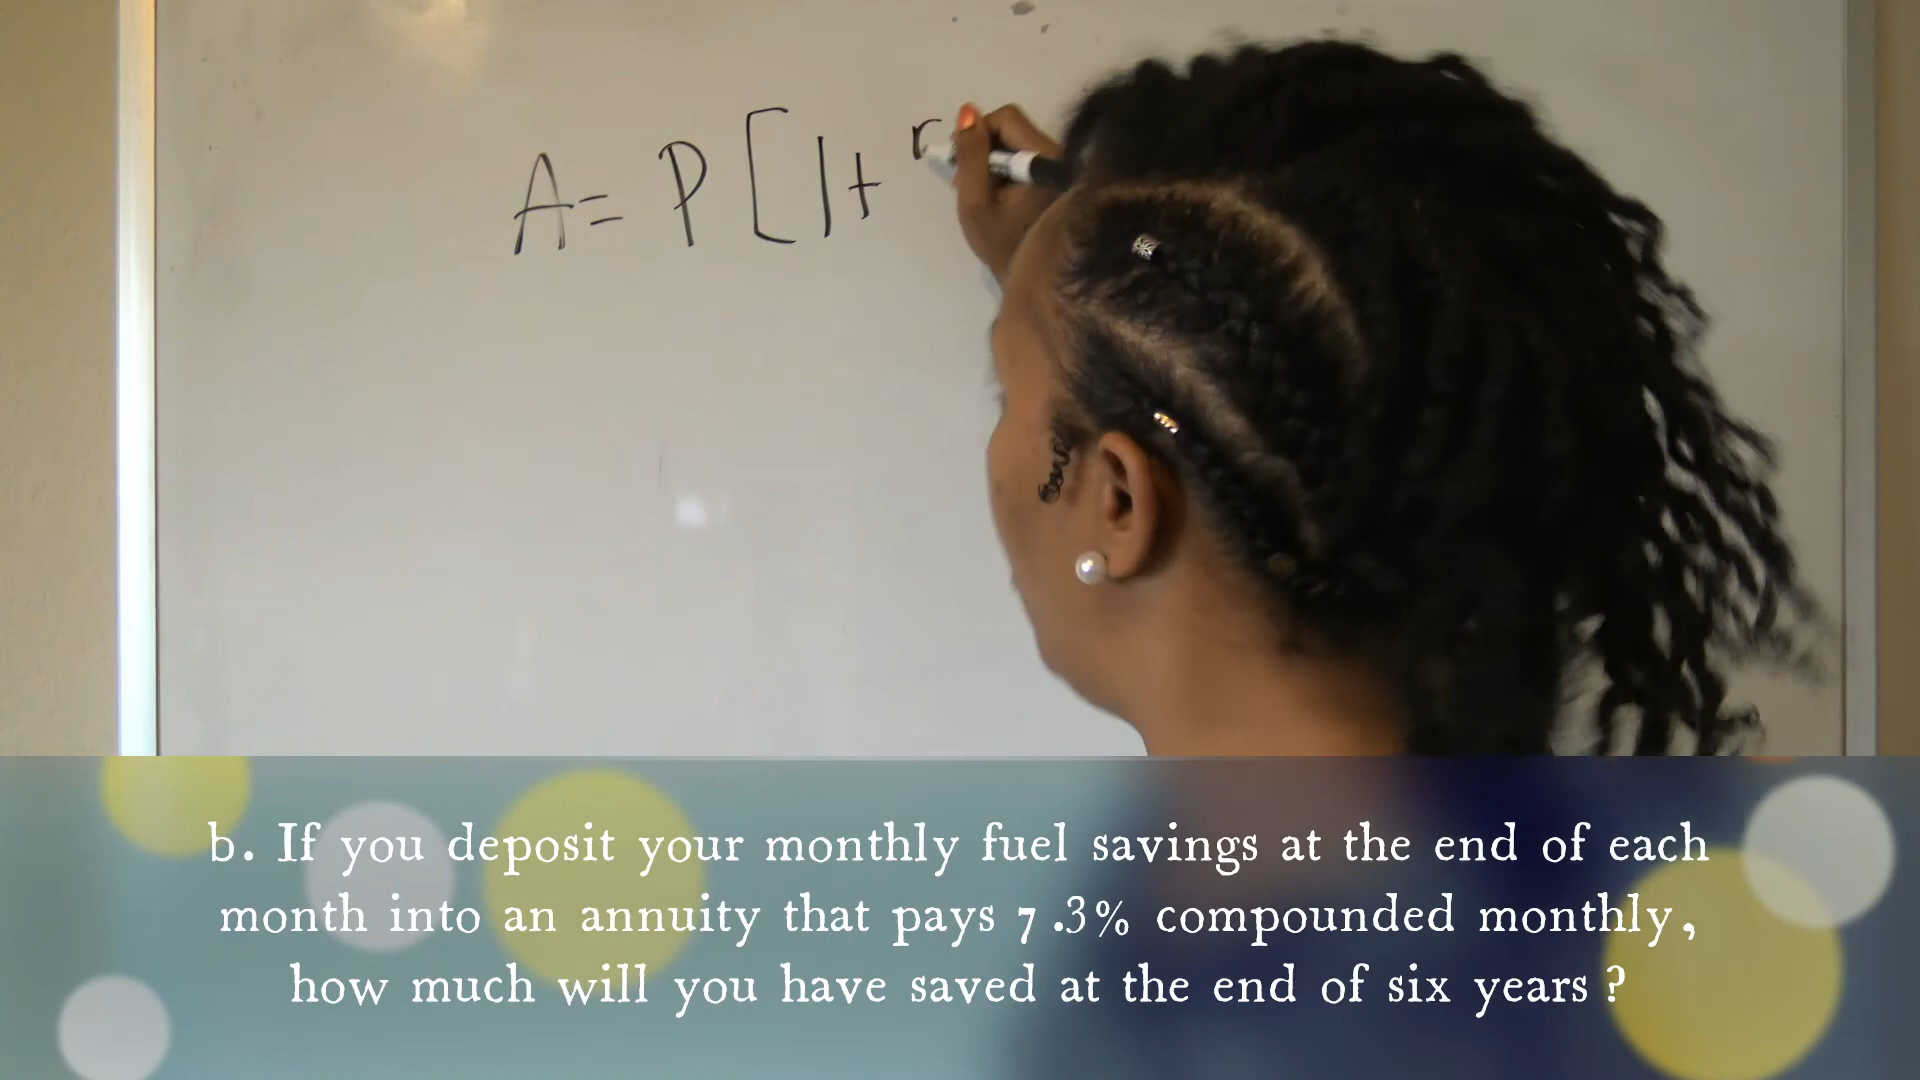 A = P [ 1 + r
b. If you deposit your monthly fuel savings at the end of each
month into an annuity that pays 7.3% compounded monthly,
how much will you have saved at the end of six years?